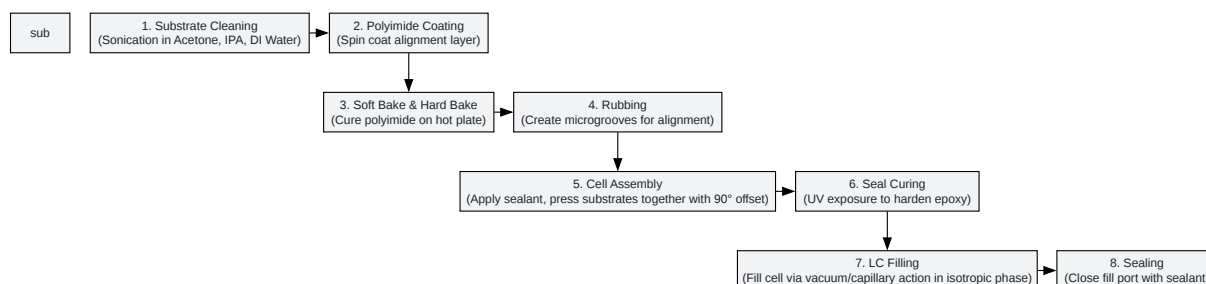 sub
1. Substrate Cleaning
(Sonication in Acetone, IPA, DI Water)
2. Polyimide Coating
(Spin coat alignment layer)
3. Soft Bake & Hard Bake
(Cure polyimide on hot plate)
4. Rubbing
(Create microgrooves for alignment)
5. Cell Assembly
(Apply sealant, press substrates together with 90° offset)
6. Seal Curing
(UV exposure to harden epoxy)
7. LC Filling
(Fill cell via vacuum/capillary action in isotropic phase)
8. Sealing
(Close fill port with sealant)